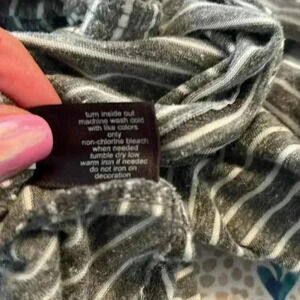 turn inside out
machine wash cold
with like colors
only
non-chlorine bleach
when needed
tumble dry low
warm iron if needed
do not iron on
decoration